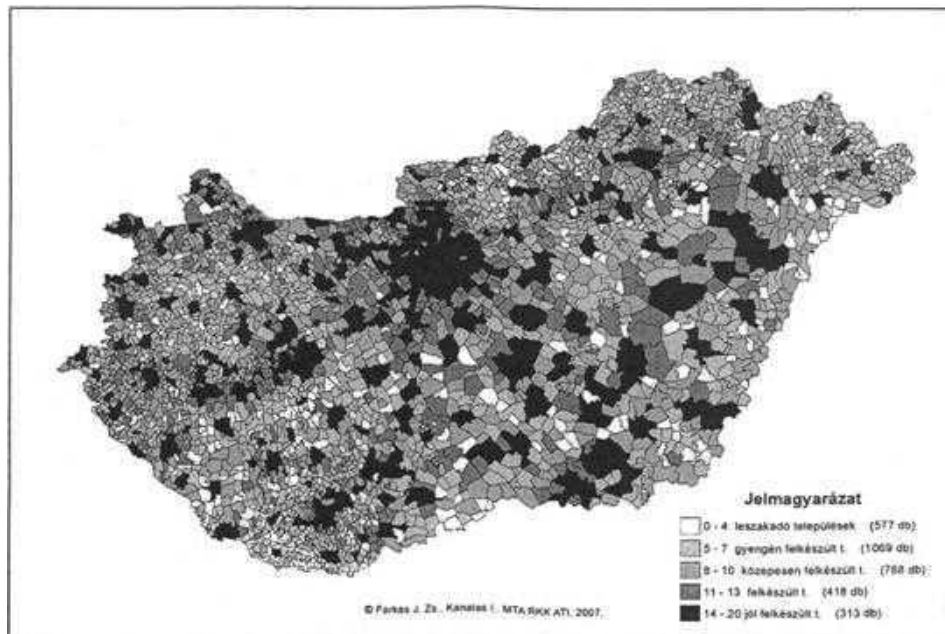 Jelmagyarázat
0 - 4 leszakadó települések (577 db)
5 - 7 gyengén felkészült t. (1069 db)
8 - 10 közepesen felkészült t. (768 db)
11 - 13 felkészült t. (418 db)
14 - 20 jól felkészült t. (313 db)
© Farkas J. Zs., Kanalas I., MTA RKK ATI, 2007.